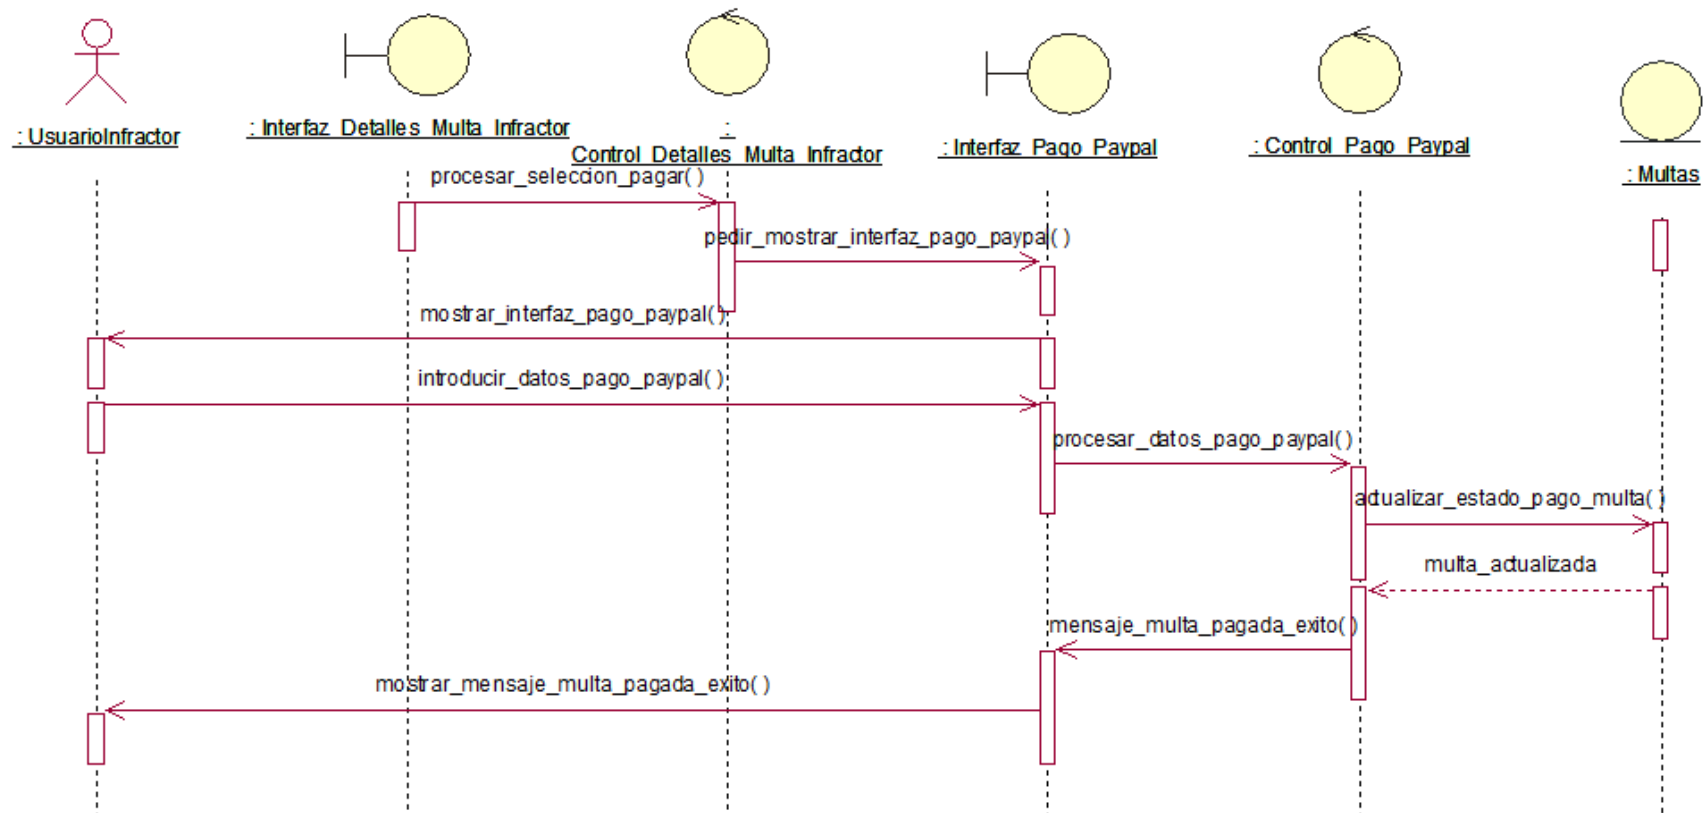 : UsuarioInfractor
: Interfaz_Detalles_Multa_Infractor
:
Control_Detalles_Multa_Infractor
: Interfaz_Pago_Paypal
: Control_Pago_Paypal
: Multas
procesar_seleccion_pagar( )
pedir_mostrar_interfaz_pago_paypal( )
mostrar_interfaz_pago_paypal( )
introducir_datos_pago_paypal( )
procesar_datos_pago_paypal( )
actualizar_estado_pago_multa( )
multa_actualizada
mensaje_multa_pagada_exito( )
mostrar_mensaje_multa_pagada_exito( )